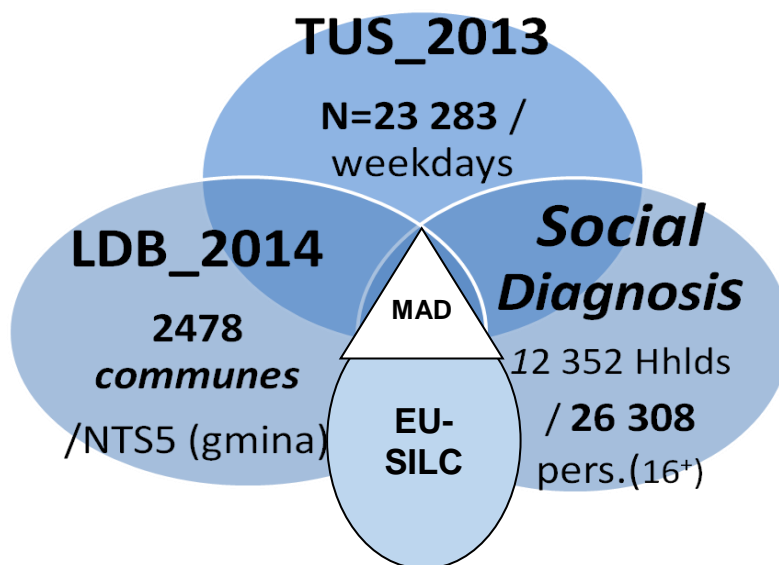 TUS_2013
N=23 283 /
weekdays
LDB_2014
2478
communes
/NTS5 (gmina)
Social
Diagnosis
12 352 Hhlds
/ 26 308
pers.(16+)
MAD
EU-
SILC